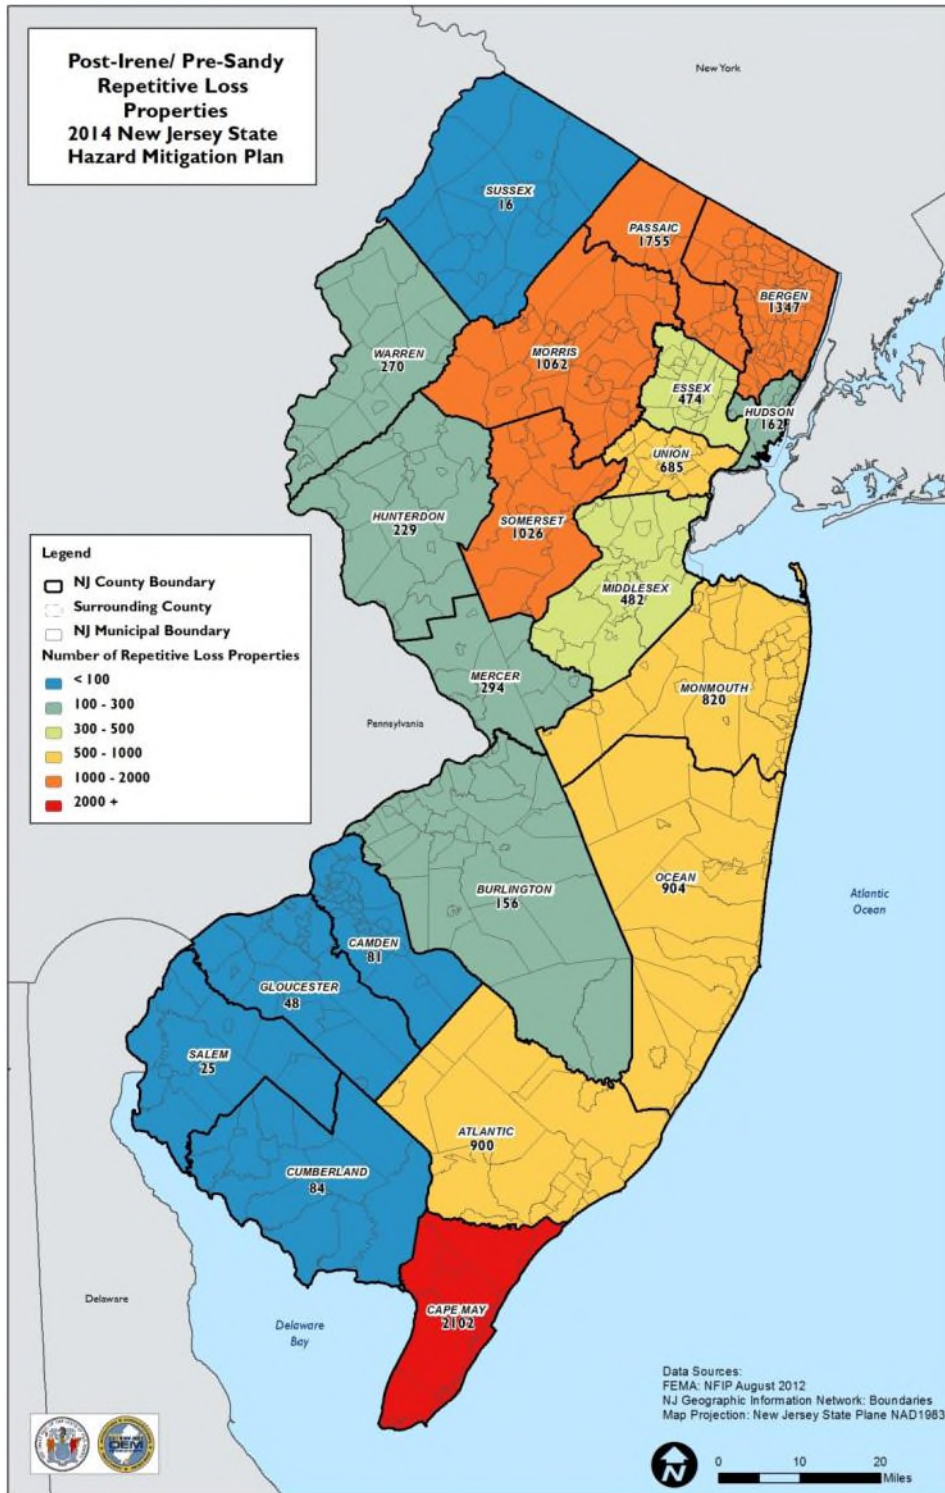 Post-Irene/ Pre-Sandy
Repetitive Loss
Properties
2014 New Jersey State
Hazard Mitigation Plan
New York
SUSSEX
16
PASSAIC
1755
BERGEN
1347
WARREN
270
MORRIS
1062
ESSEX
474
HUDSON
162
UNION
685
HUNTERDON
229
SOMERSET
1026
MIDDLESEX
482
MERCER
294
MONMOUTH
820
Pennsylvania
Legend
NJ County Boundary
Surrounding County
NJ Municipal Boundary
Number of Repetitive Loss Properties
< 100
100 - 300
300 - 500
500 - 1000
1000 - 2000
2000 +
OCEAN
904
BURLINGTON
156
Atlantic
Ocean
CAMDEN
81
GLOUCESTER
48
SALEM
25
ATLANTIC
900
CUMBERLAND
84
CAPE MAY
2102
Delaware
Delaware
Bay
Data Sources:
FEMA: NFIP August 2012
NJ Geographic Information Network: Boundaries
Map Projection: New Jersey State Plane NAD1983
OEM
N
0 10 20
Miles